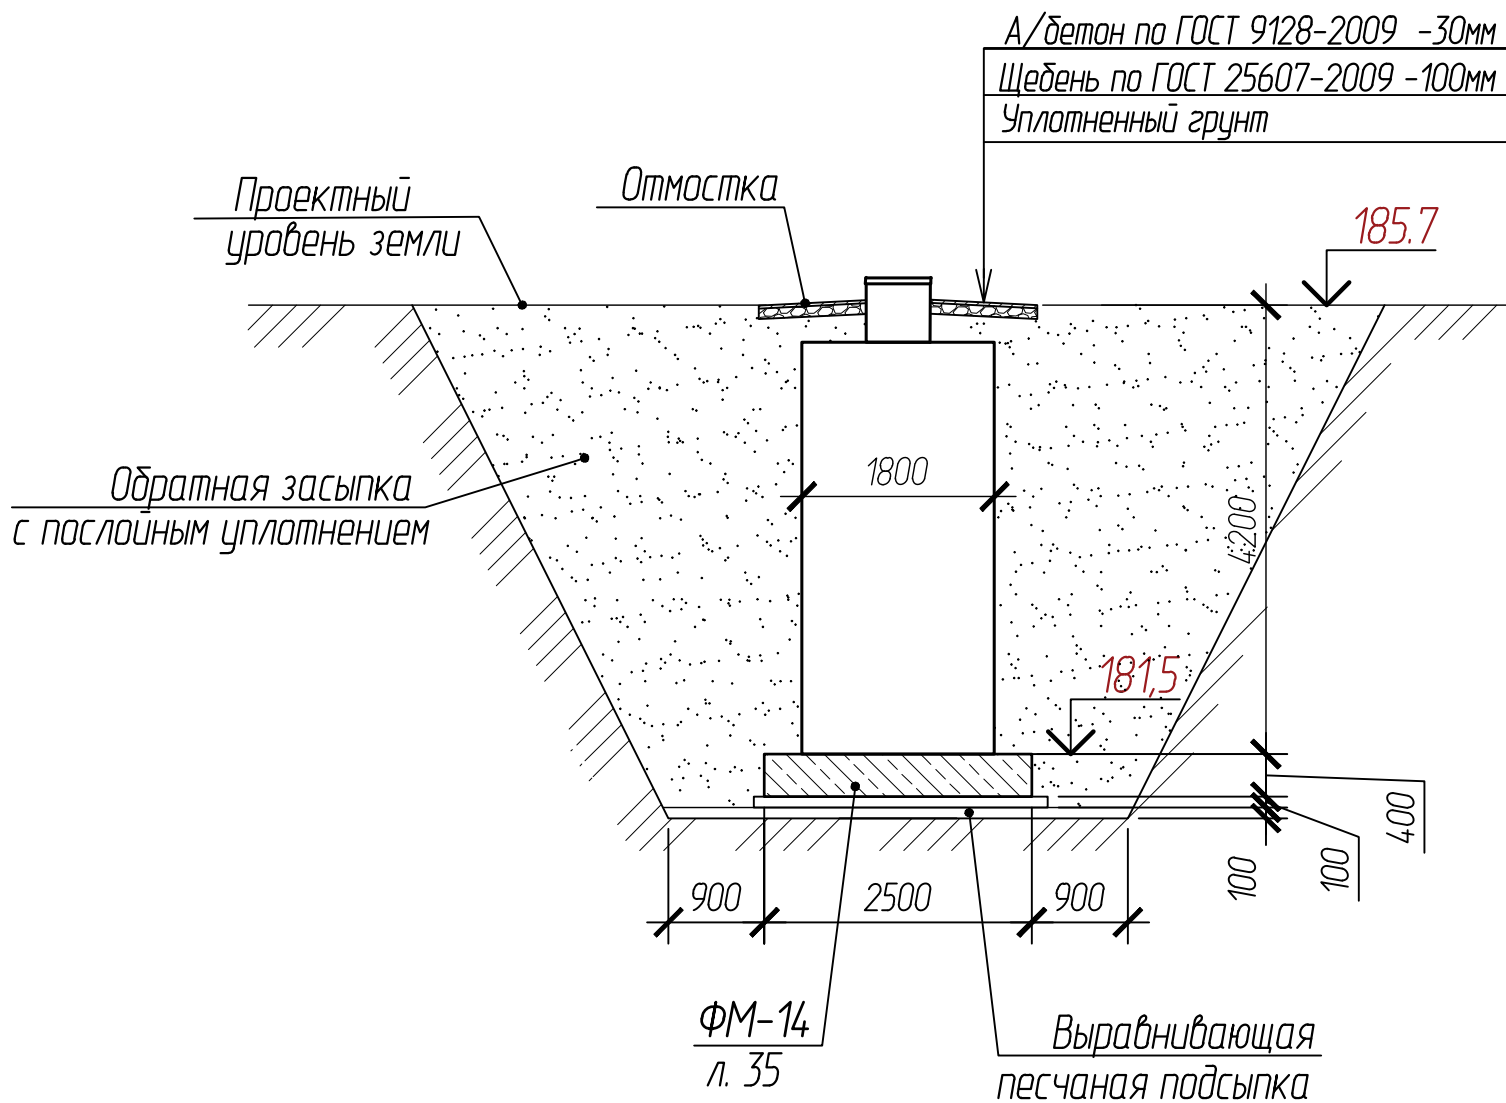 А/бетон по ГОСТ 9128-2009 -30мм
Щебень по ГОСТ 25607-2009 -100мм
Уплотненный грунт
Проектный
уровень земли
Отмостка
185.7
1800
Обратная засыпка
с послойным уплотнением
4200
181,5
400
100
100
900
2500
900
ФМ-14
л. 35
Выравнивающая
песчаная подсыпка